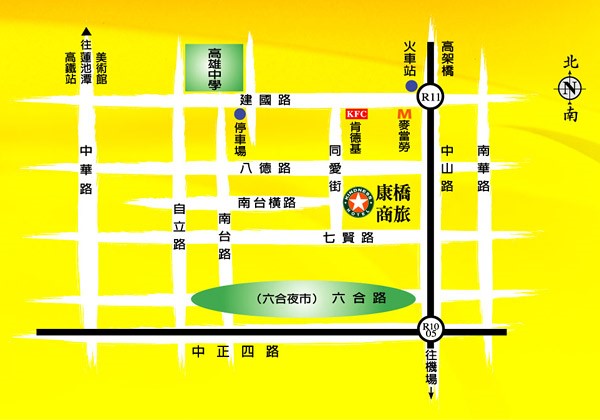 往蓮池潭
高鐵站
美術館
高雄中學
火車站
高架橋
北
N
南
建國路
R11
KFC
肯德基
M
麥當勞
停車場
中華路
八德路
同愛街
中山路
南華路
南台橫路
康橋
商旅
自立路
南台路
七賢路
(六合夜市) 六合路
R10
O5
中正四路
往機場